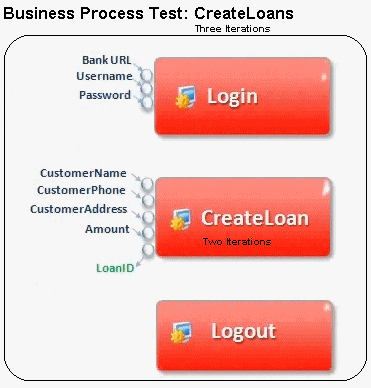 Business Process Test: CreateLoans
Three Iterations
Bank URL
Username
Password
Login
CustomerName
CustomerPhone
CustomerAddress
Amount
LoanID
CreateLoan
Two Iterations
Logout